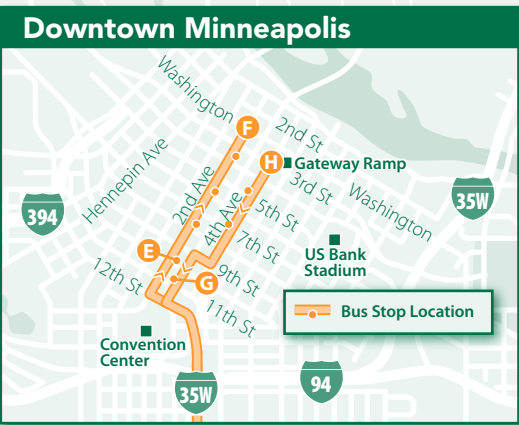 Downtown Minneapolis
Washington
F
2nd St
H
Gateway Ramp
3rd St
Hennepin Ave
2nd Ave
4th Ave
5th St
Washington
35W
394
7th St
US Bank
Stadium
E
9th St
G
12th St
11th St
Bus Stop Location
Convention
Center
35W
94